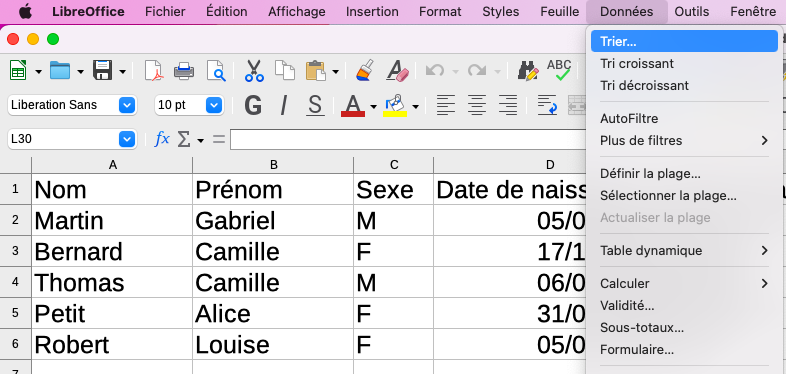 LibreOffice Fichier Édition Affichage Insertion Format Styles Feuille Données Outils Fenêtre
Trier...
Tri croissant
Tri décroissant
AutoFiltre
Plus de filtres
Définir la plage...
Sélectionner la plage...
Actualiser la plage
Table dynamique
Calculer
Validité...
Sous-totaux...
Formulaire...
ABC
Liberation Sans 10 pt G I S A
L30 fx Σ =
A B C D
1 Nom Prénom Sexe Date de naiss
2 Martin Gabriel M 05/0
3 Bernard Camille F 17/1
4 Thomas Camille M 06/0
5 Petit Alice F 31/0
6 Robert Louise F 05/0